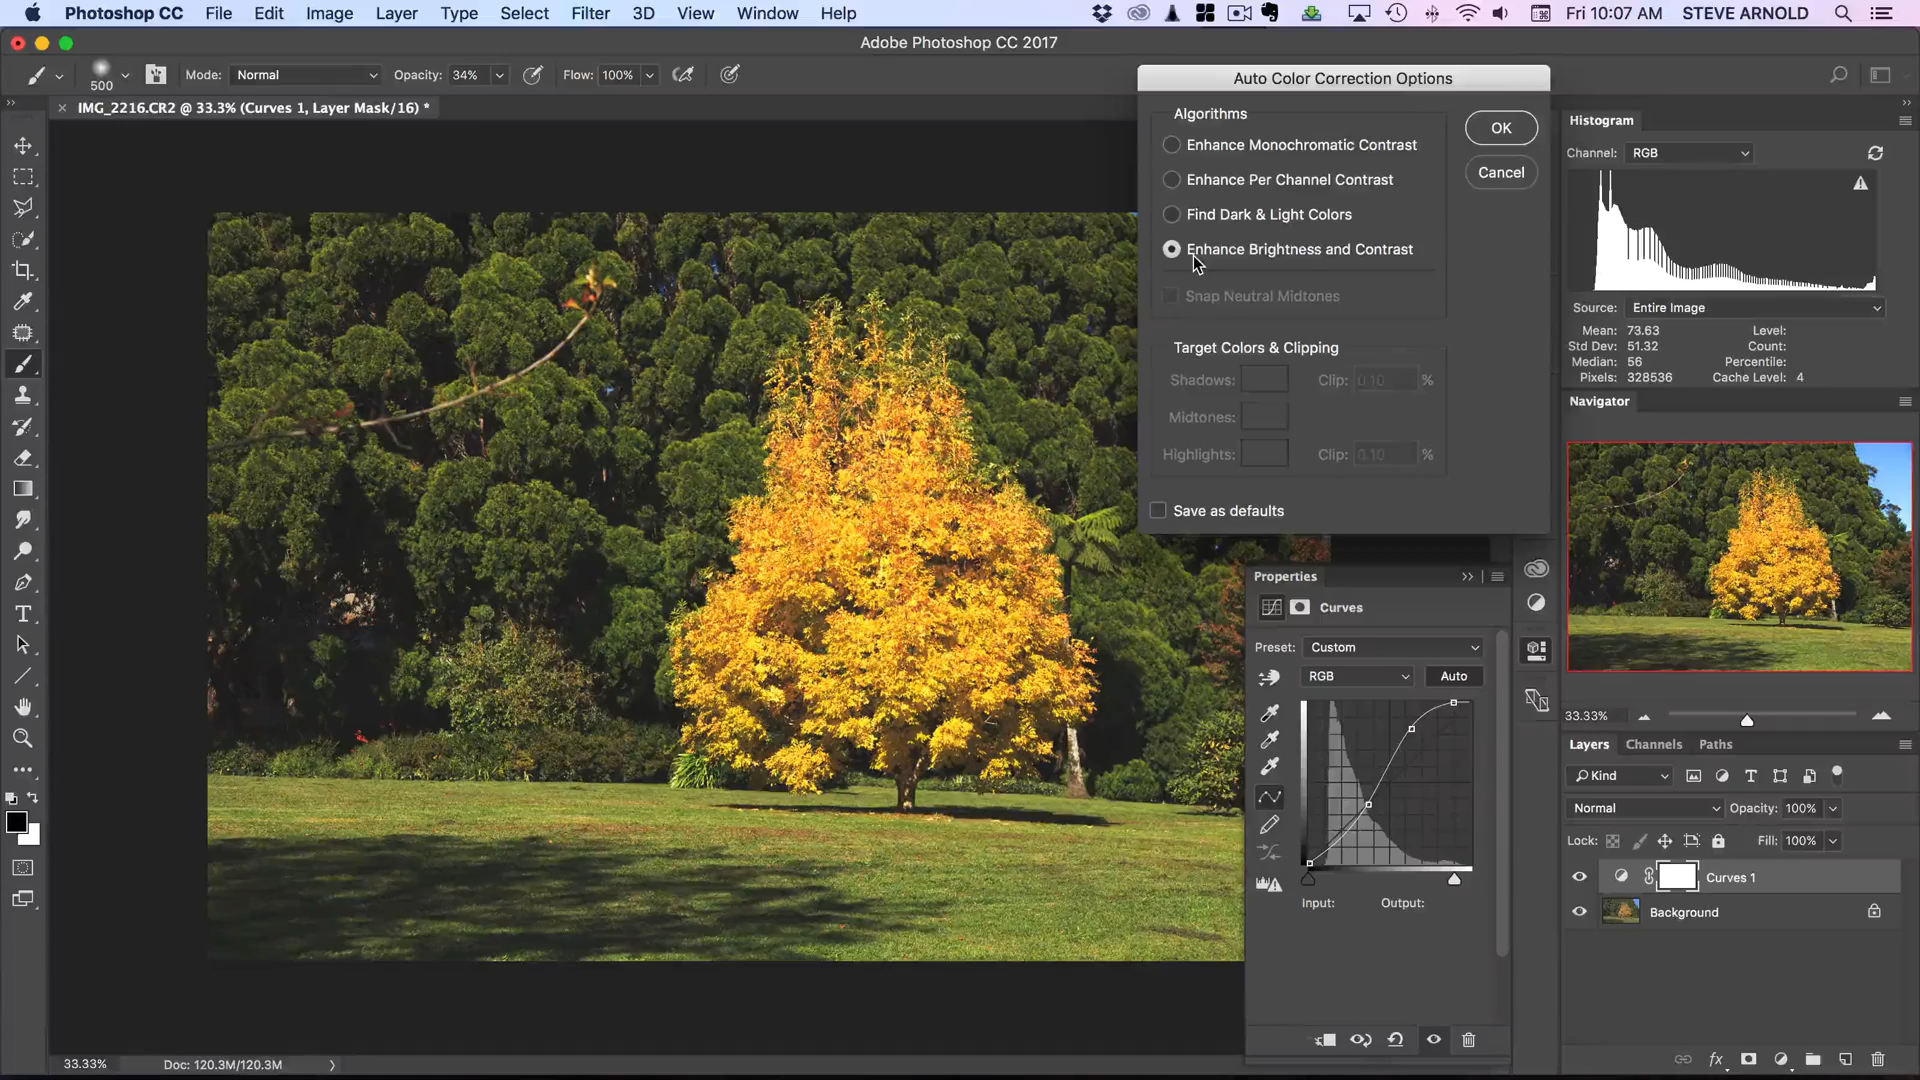 Photoshop CC File Edit Image Layer Type Select Filter 3D View Window Help Fri 10:07 AM STEVE ARNOLD
Adobe Photoshop CC 2017
500 Mode: Normal Opacity: 34% Flow: 100%
IMG_2216.CR2 @ 33.3% (Curves 1, Layer Mask/16) *
Auto Color Correction Options
Algorithms
Enhance Monochromatic Contrast
Enhance Per Channel Contrast
Find Dark & Light Colors
Enhance Brightness and Contrast
Snap Neutral Midtones
OK
Cancel
Target Colors & Clipping
Shadows: Clip: 0.10 %
Midtones:
Highlights: Clip: 0.10 %
Save as defaults
Histogram
Channel: RGB
Source: Entire Image
Mean: 73.63 Level:
Std Dev: 51.32 Count:
Median: 56 Percentile:
Pixels: 328536 Cache Level: 4
Navigator
33.33%
Properties
Curves
Preset: Custom
RGB Auto
Input: Output:
Layers Channels Paths
Kind
Normal Opacity: 100%
Lock: Fill: 100%
Curves 1
Background
fx
33.33% Doc: 120.3M/120.3M